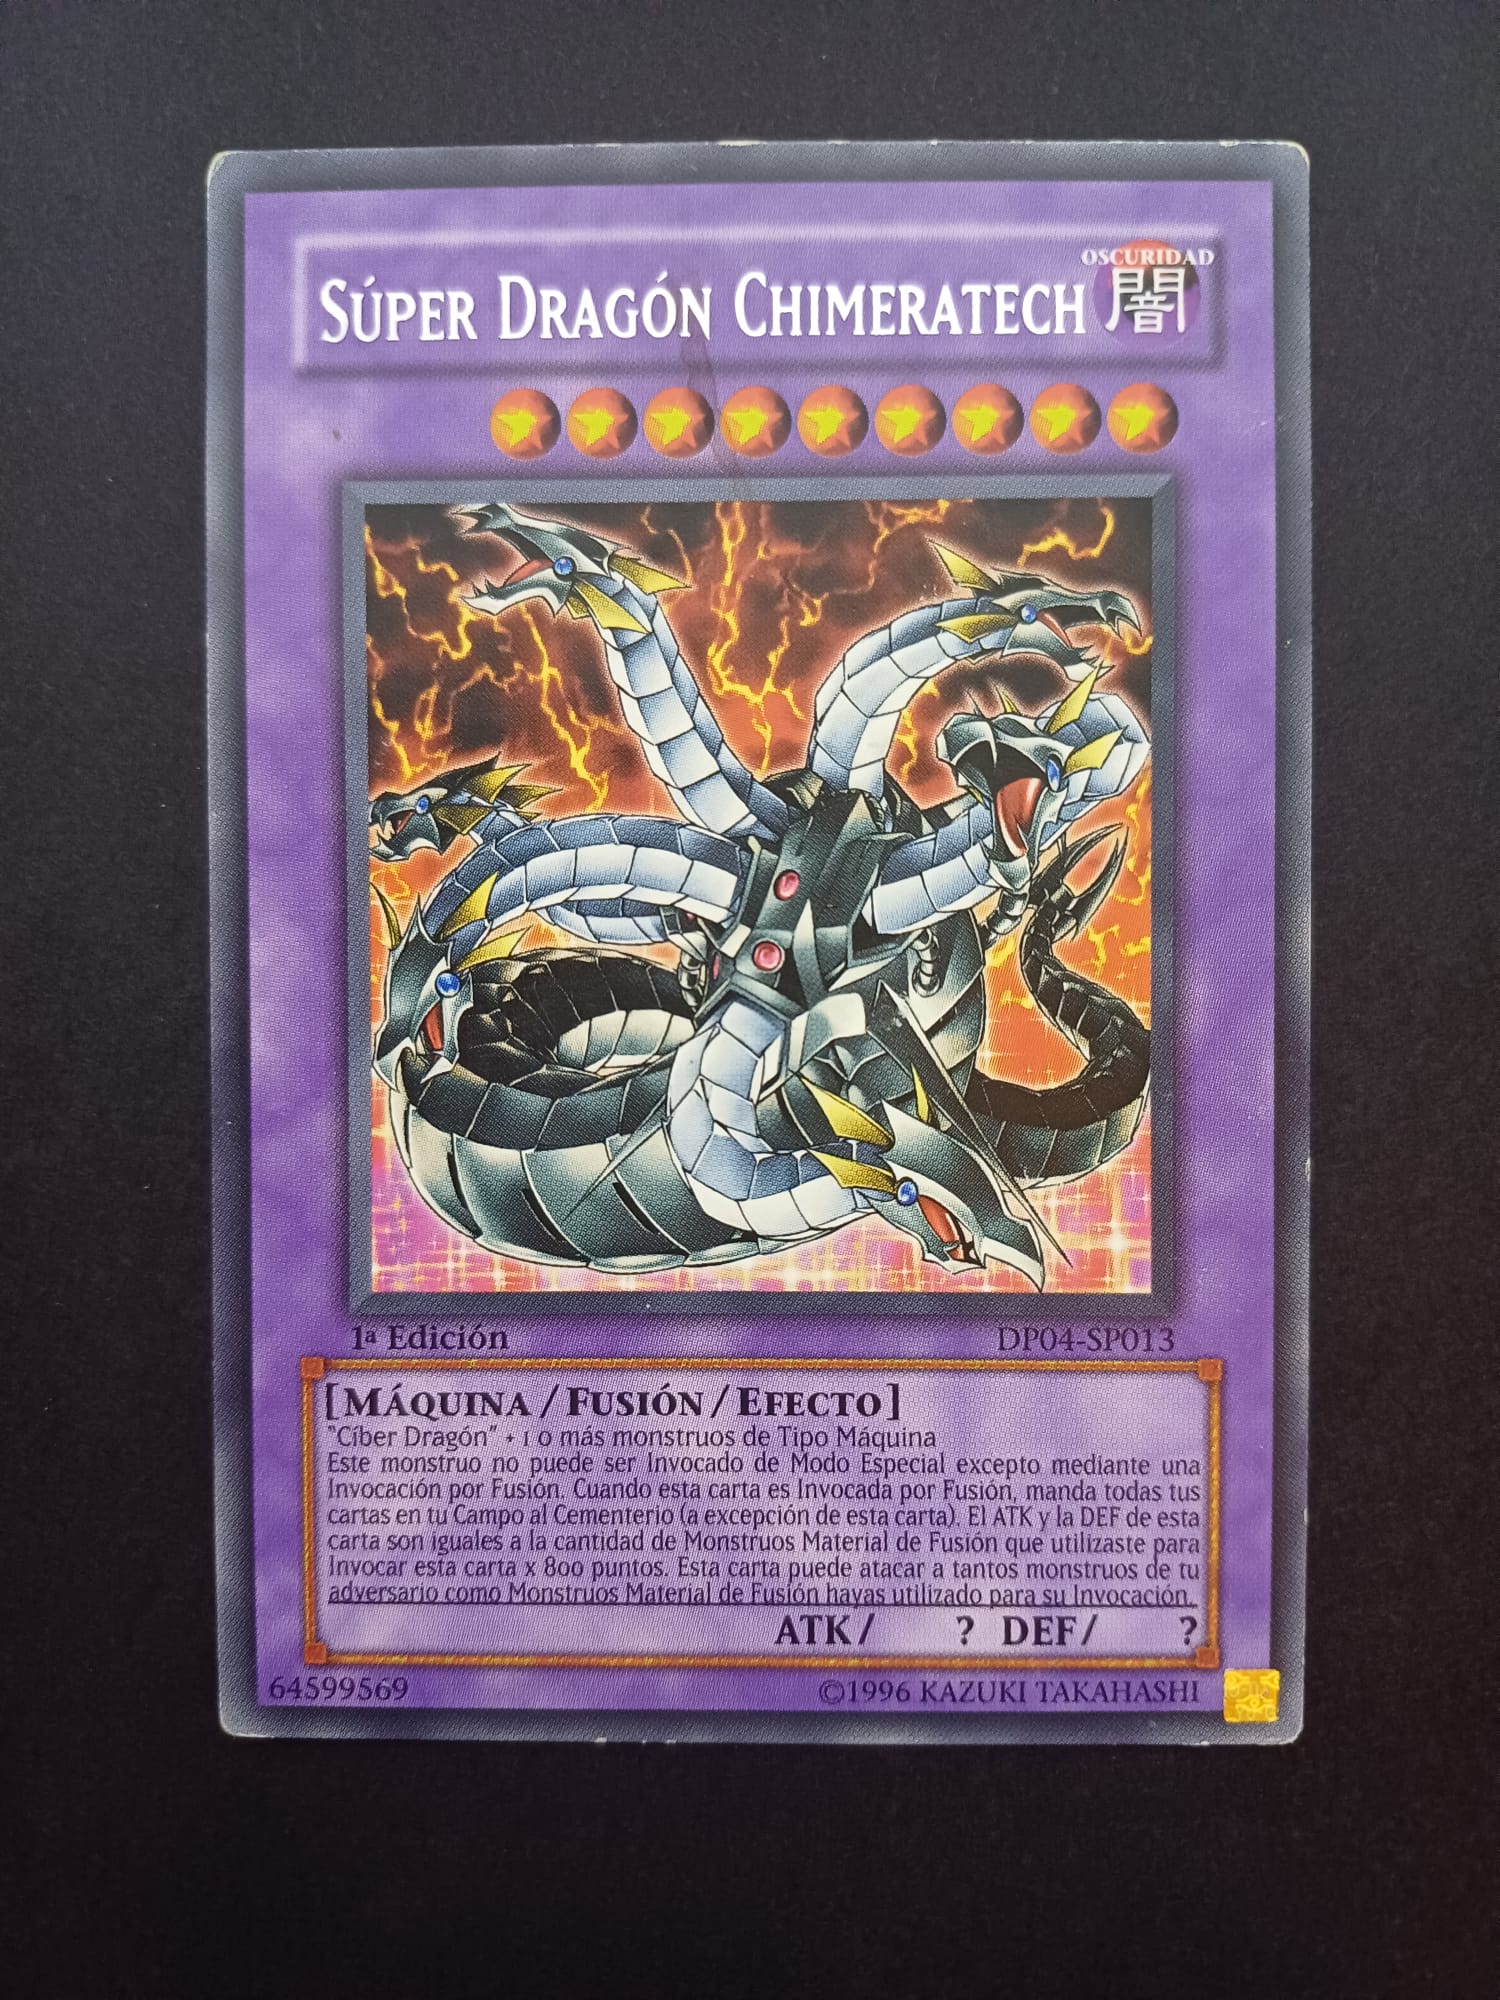 SÚPER DRAGÓN CHIMERATECH
OSCURIDAD
闇
1ª Edición
DP04-SP013
[MÁQUINA / FUSIÓN / EFECTO]
"Cíber Dragón" + 1 o más monstruos de Tipo Máquina
Este monstruo no puede ser Invocado de Modo Especial excepto mediante una
Invocación por Fusión. Cuando esta carta es Invocada por Fusión, manda todas tus
cartas en tu Campo al Cementerio (a excepción de esta carta). El ATK y la DEF de esta
carta son iguales a la cantidad de Monstruos Material de Fusión que utilizaste para
Invocar esta carta x 800 puntos. Esta carta puede atacar a tantos monstruos de tu
adversario como Monstruos Material de Fusión hayas utilizado para su Invocación.
ATK/ ? DEF/ ?
64599569
©1996 KAZUKI TAKAHASHI